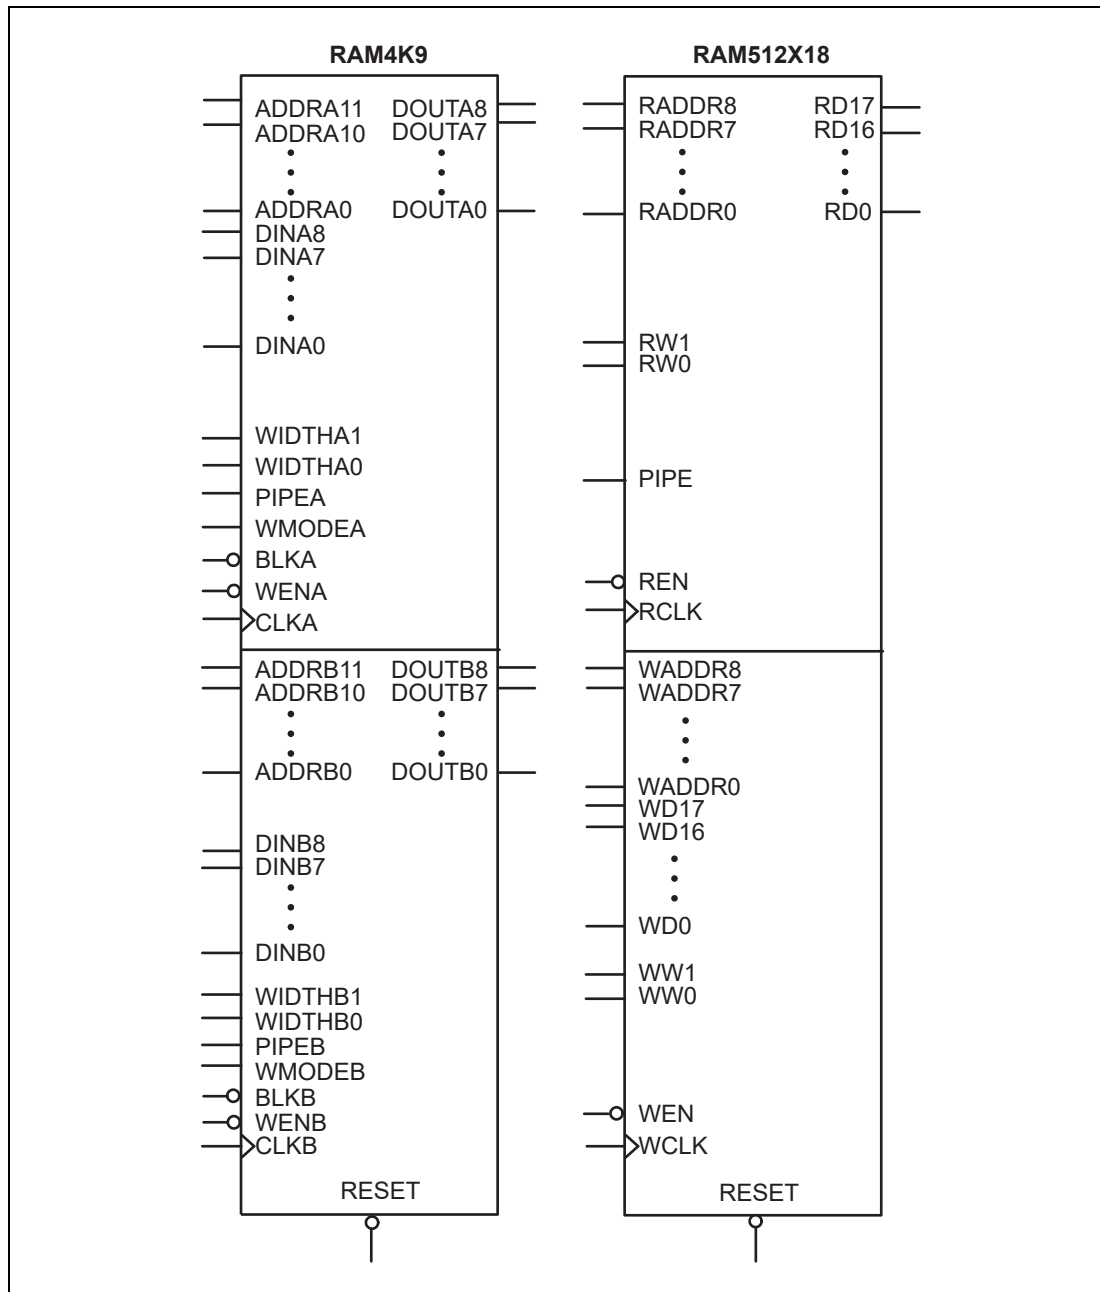 RAM4K9
ADDRA11 DOUTA8
ADDRA10 DOUTA7
ADDRA0 DOUTA0
DINA8
DINA7
DINA0
WIDTHA1
WIDTHA0
PIPEA
WMODEA
BLKA
WENA
CLKA
ADDRB11 DOUTB8
ADDRB10 DOUTB7
ADDRB0 DOUTB0
DINB8
DINB7
DINB0
WIDTHB1
WIDTHB0
PIPEB
WMODEB
BLKB
WENB
CLKB
RESET
RAM512X18
RADDR8 RD17
RADDR7 RD16
RADDR0 RD0
RW1
RW0
PIPE
REN
RCLK
WADDR8
WADDR7
WADDR0
WD17
WD16
WD0
WW1
WW0
WEN
WCLK
RESET